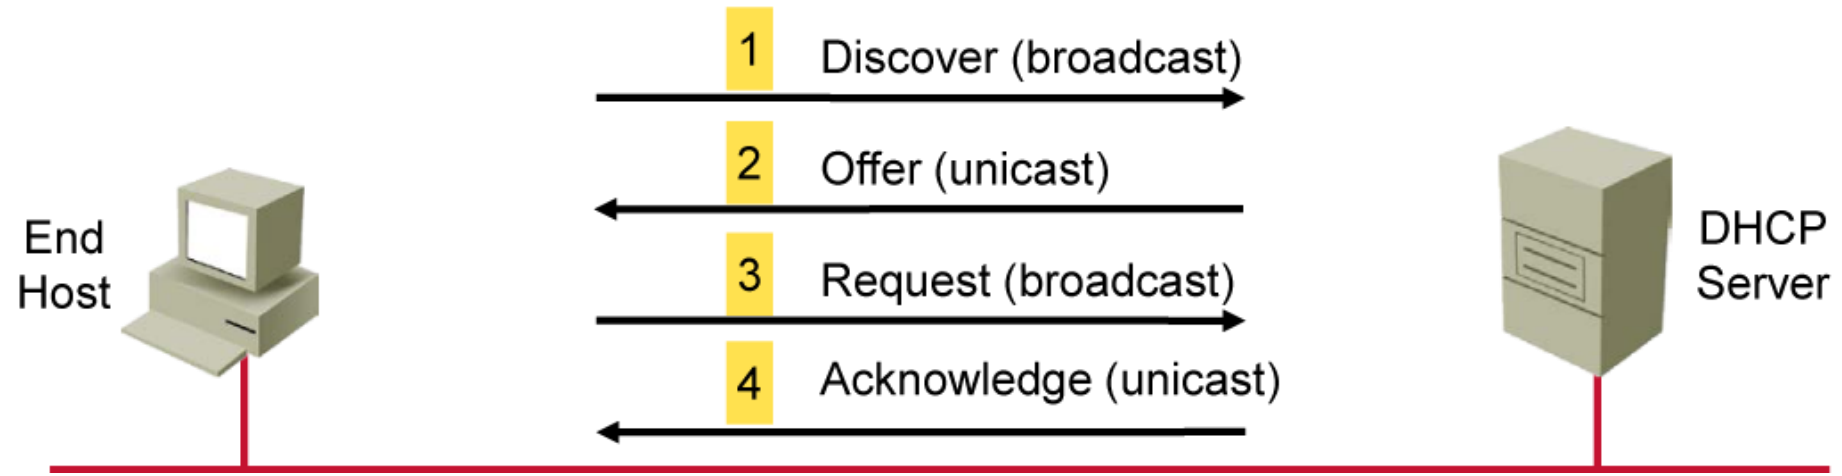 1 Discover (broadcast)
2 Offer (unicast)
End
Host
3 Request (broadcast)
4 Acknowledge (unicast)
DHCP
Server